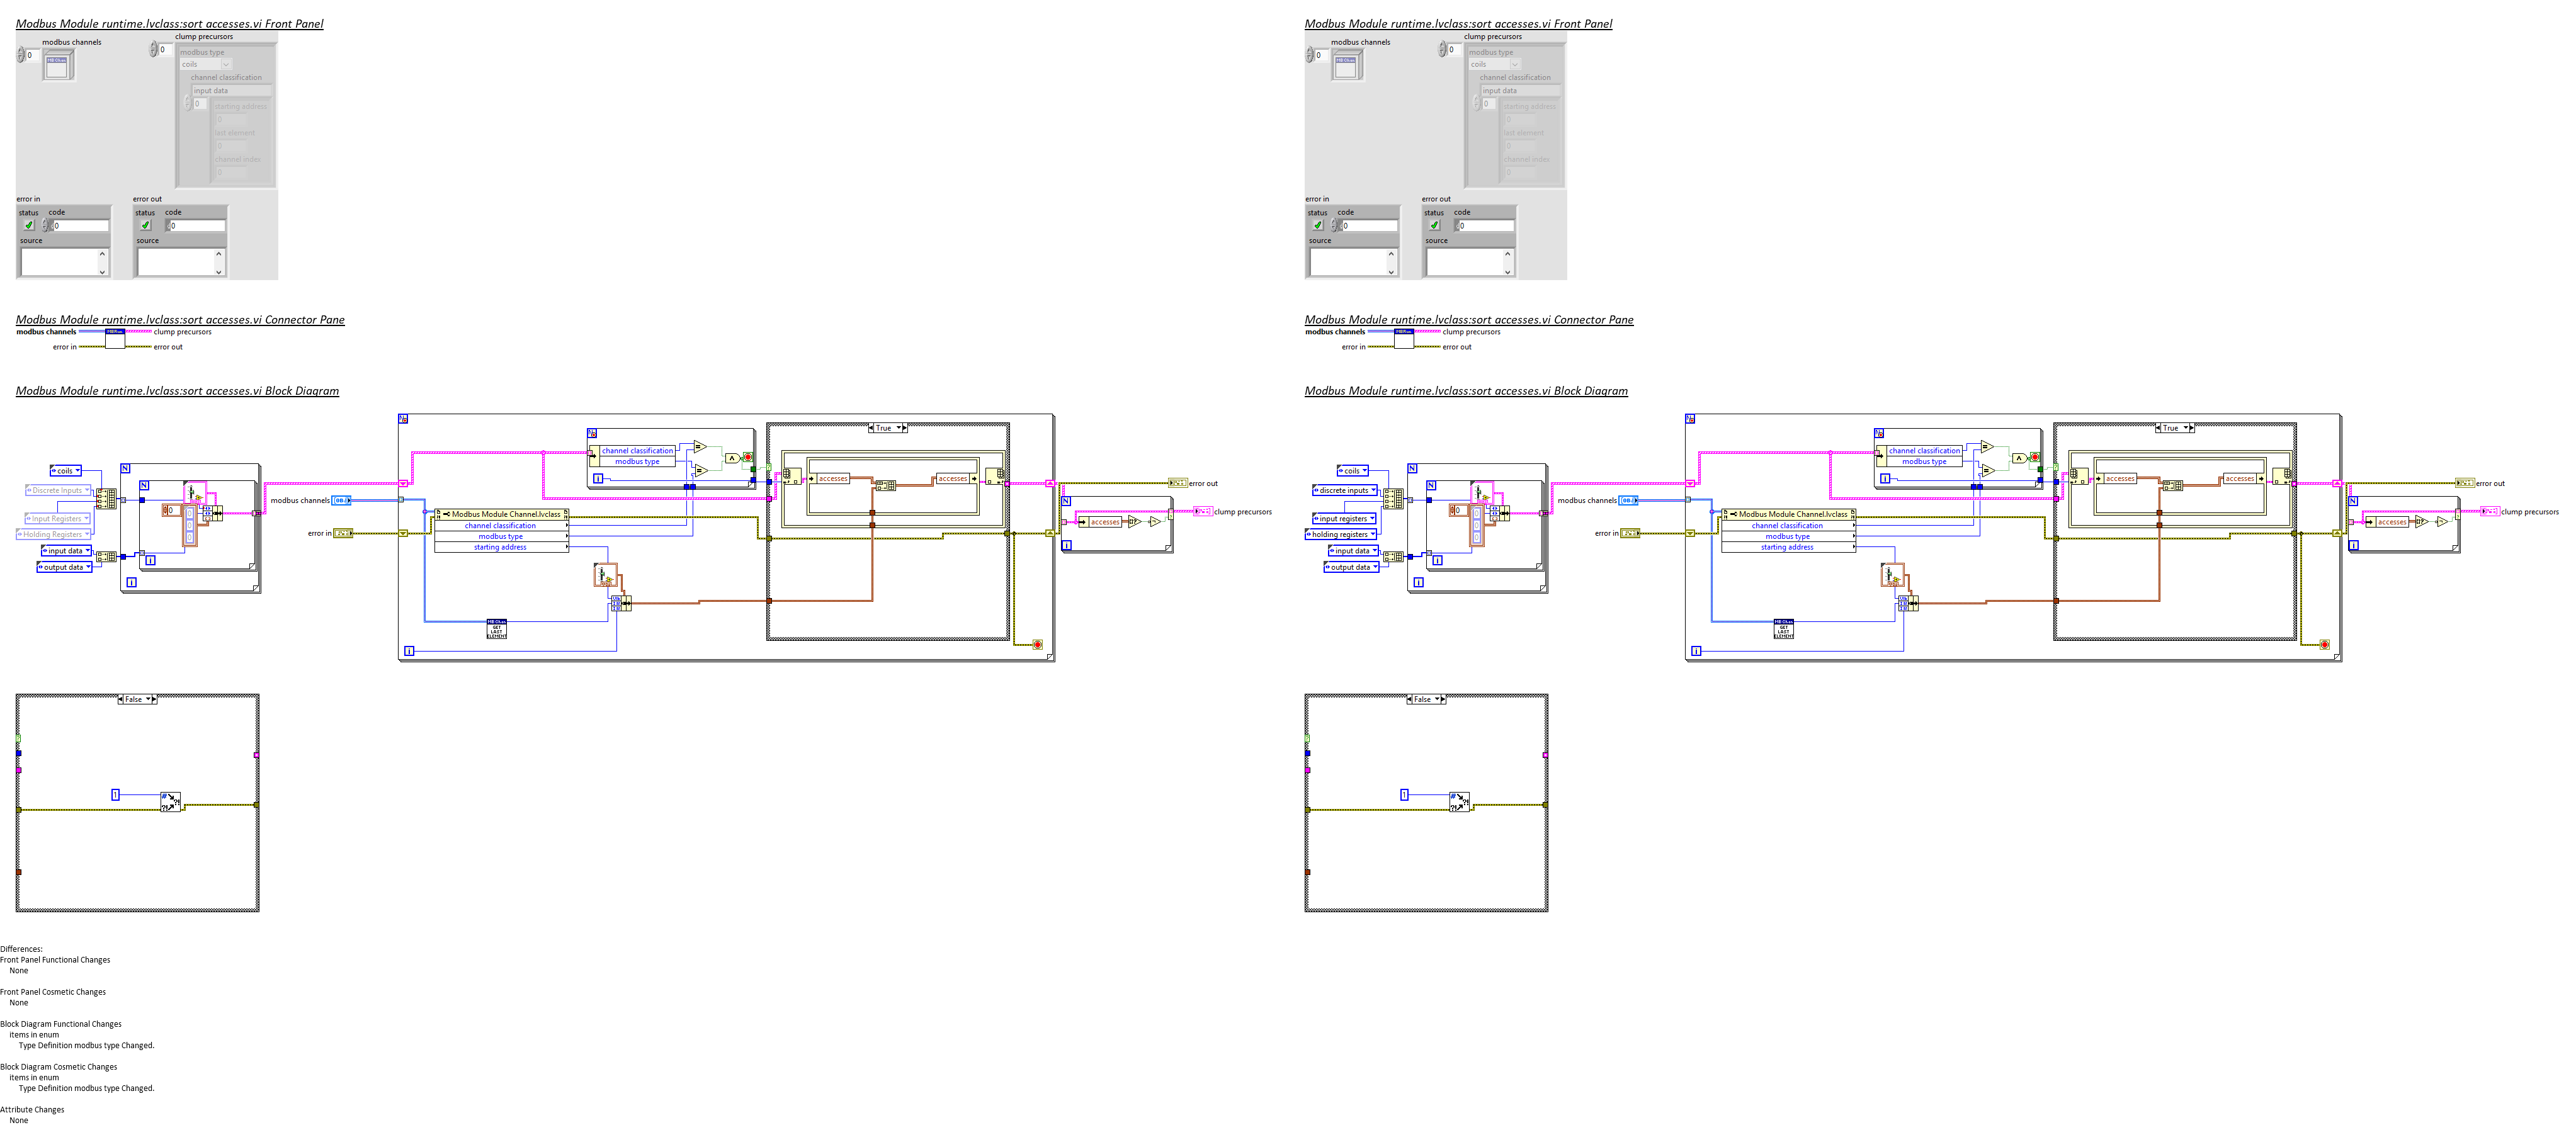 Modbus Module runtime.lvclass:sort accesses.vi Front Panel
modbus channels
0
clump precursors
0
modbus type
coils
channel classification
input data
0
starting address
0
last element
0
channel index
0
error in
status code
0
source
error out
status code
0
source
Modbus Module runtime.lvclass:sort accesses.vi Connector Pane
modbus channels
clump precursors
error in
error out
Modbus Module runtime.lvclass:sort accesses.vi Block Diagram
coils
Discrete Inputs
Input Registers
Holding Registers
input data
output data
N
N
0
i
i
modbus channels
error in
channel classification
modbus type
i
Modbus Module Channel.lvclass
channel classification
modbus type
starting address
GET
LAST
ELEMENT
i
True
accesses
accesses
error out
N
accesses
i
clump precursors
False
1
Differences:
Front Panel Functional Changes
None
Front Panel Cosmetic Changes
None
Block Diagram Functional Changes
items in enum
Type Definition modbus type Changed.
Block Diagram Cosmetic Changes
items in enum
Type Definition modbus type Changed.
Attribute Changes
None
Modbus Module runtime.lvclass:sort accesses.vi Front Panel
modbus channels
0
clump precursors
0
modbus type
coils
channel classification
input data
0
starting address
0
last element
0
channel index
0
error in
status code
0
source
error out
status code
0
source
Modbus Module runtime.lvclass:sort accesses.vi Connector Pane
modbus channels
clump precursors
error in
error out
Modbus Module runtime.lvclass:sort accesses.vi Block Diagram
coils
discrete inputs
input registers
holding registers
input data
output data
N
N
0
i
i
modbus channels
error in
channel classification
modbus type
i
Modbus Module Channel.lvclass
channel classification
modbus type
starting address
GET
LAST
ELEMENT
i
True
accesses
accesses
error out
N
accesses
i
clump precursors
False
1